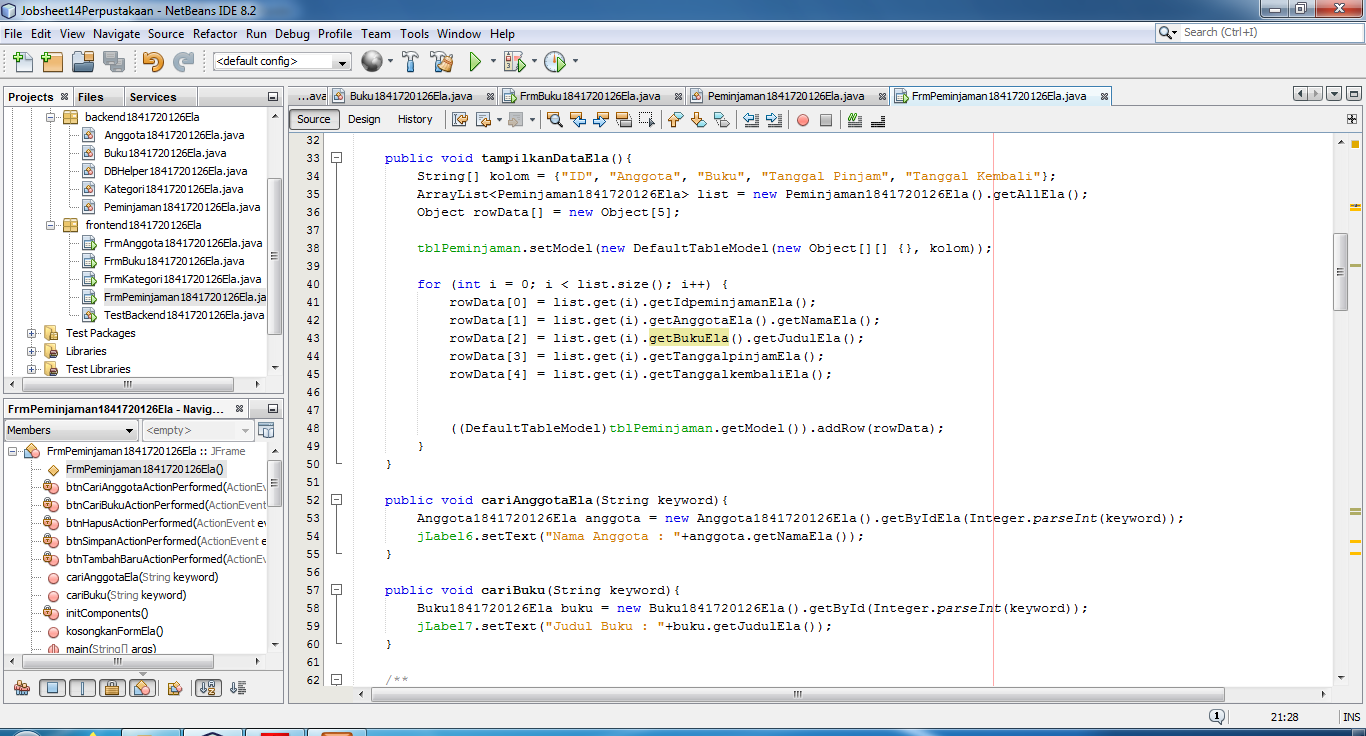 Jobsheet14Perpustakaan - NetBeans IDE 8.2
File Edit View Navigate Source Refactor Run Debug Profile Team Tools Window Help
Search (Ctrl+I)
<default config>
Projects Files Services
backend1841720126Ela
Anggota1841720126Ela.java
Buku1841720126Ela.java
DBHelper1841720126Ela.java
Kategori1841720126Ela.java
Peminjaman1841720126Ela.java
frontend1841720126Ela
FrmAnggota1841720126Ela.java
FrmBuku1841720126Ela.java
FrmKategori1841720126Ela.java
FrmPeminjaman1841720126Ela.ja
TestBackend1841720126Ela.java
Test Packages
Libraries
Test Libraries
FrmPeminjaman1841720126Ela - Navig...
Members <empty>
FrmPeminjaman1841720126Ela :: JFrame
FrmPeminjaman1841720126Ela()
btnCariAnggotaActionPerformed(ActionEv
btnCariBukuActionPerformed(ActionEvent
btnHapusActionPerformed(ActionEvent ev
btnSimpanActionPerformed(ActionEvent e
btnTambahBaruActionPerformed(ActionEv
cariAnggotaEla(String keyword)
cariBuku(String keyword)
initComponents()
kosongkanFormEla()
main(String[] args)
...ava Buku1841720126Ela.java FrmBuku1841720126Ela.java Peminjaman1841720126Ela.java FrmPeminjaman1841720126Ela.java
Source Design History
32
33 public void tampilkanDataEla(){
34 String[] kolom = {"ID", "Anggota", "Buku", "Tanggal Pinjam", "Tanggal Kembali"};
35 ArrayList<Peminjaman1841720126Ela> list = new Peminjaman1841720126Ela().getAllEla();
36 Object rowData[] = new Object[5];
37
38 tblPeminjaman.setModel(new DefaultTableModel(new Object[][] {}, kolom));
39
40 for (int i = 0; i < list.size(); i++) {
41 rowData[0] = list.get(i).getIdpeminjamanEla();
42 rowData[1] = list.get(i).getAnggotaEla().getNamaEla();
43 rowData[2] = list.get(i).getBukuEla().getJudulEla();
44 rowData[3] = list.get(i).getTanggalpinjamEla();
45 rowData[4] = list.get(i).getTanggalkembaliEla();
46
47
48 ((DefaultTableModel)tblPeminjaman.getModel()).addRow(rowData);
49 }
50 }
51
52 public void cariAnggotaEla(String keyword){
53 Anggota1841720126Ela anggota = new Anggota1841720126Ela().getByIdEla(Integer.parseInt(keyword));
54 jLabel6.setText("Nama Anggota : "+anggota.getNamaEla());
55 }
56
57 public void cariBuku(String keyword){
58 Buku1841720126Ela buku = new Buku1841720126Ela().getById(Integer.parseInt(keyword));
59 jLabel7.setText("Judul Buku : "+buku.getJudulEla());
60 }
61
62 /**
1 21:28 INS